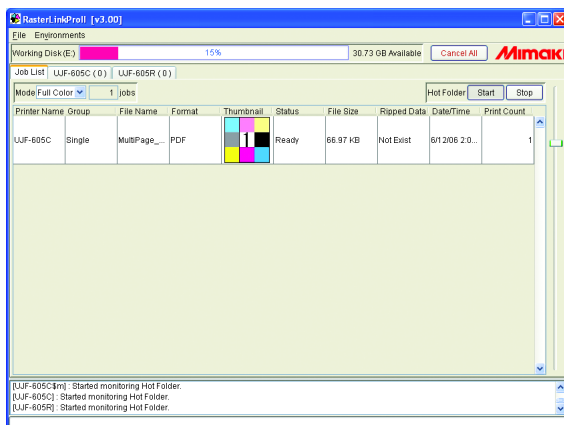 RasterLinkProII [v3.00]
File Environments
Working Disk(E:) 15% 30.73 GB Available Cancel All Mimaki
Job List UJF-605C ( 0 ) UJF-605R ( 0 )
Mode Full Color 1 jobs Hot Folder Start Stop
Printer Name Group File Name Format Thumbnail Status File Size Ripped Data Date/Time Print Count
UJF-605C Single MultiPage_... PDF 1 Ready 66.97 KB Not Exist 6/12/06 2:0... 1
[UJF-605C$m] : Started monitoring Hot Folder.
[UJF-605C] : Started monitoring Hot Folder.
[UJF-605R] : Started monitoring Hot Folder.